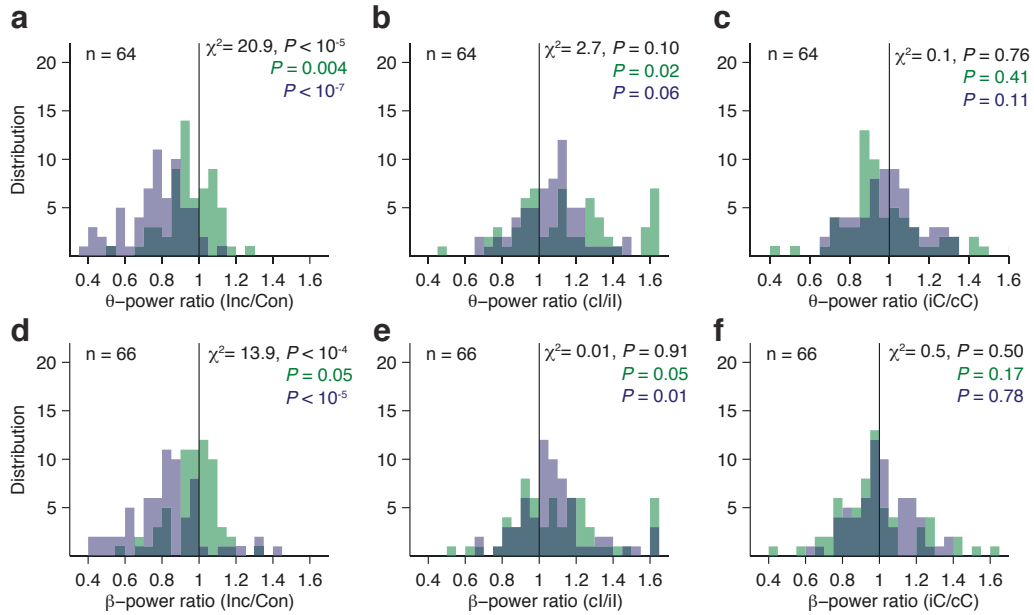 a
n = 64
χ²= 20.9, P < 10⁻⁵
P = 0.004
P < 10⁻⁷
Distribution
20
15
10
5
0.4 0.6 0.8 1 1.2 1.4 1.6
θ−power ratio (Inc/Con)
b
n = 64
χ²= 2.7, P = 0.10
P = 0.02
P = 0.06
20
15
10
5
0.4 0.6 0.8 1 1.2 1.4 1.6
θ−power ratio (cI/iI)
c
n = 64
χ²= 0.1, P = 0.76
P = 0.41
P = 0.11
20
15
10
5
0.4 0.6 0.8 1 1.2 1.4 1.6
θ−power ratio (iC/cC)
d
n = 66
χ²= 13.9, P < 10⁻⁴
P = 0.05
P < 10⁻⁵
Distribution
20
15
10
5
0.4 0.6 0.8 1 1.2 1.4 1.6
β−power ratio (Inc/Con)
e
n = 66
χ²= 0.01, P = 0.91
P = 0.05
P = 0.01
20
15
10
5
0.4 0.6 0.8 1 1.2 1.4 1.6
β−power ratio (cI/iI)
f
n = 66
χ²= 0.5, P = 0.50
P = 0.17
P = 0.78
20
15
10
5
0.4 0.6 0.8 1 1.2 1.4 1.6
β−power ratio (iC/cC)